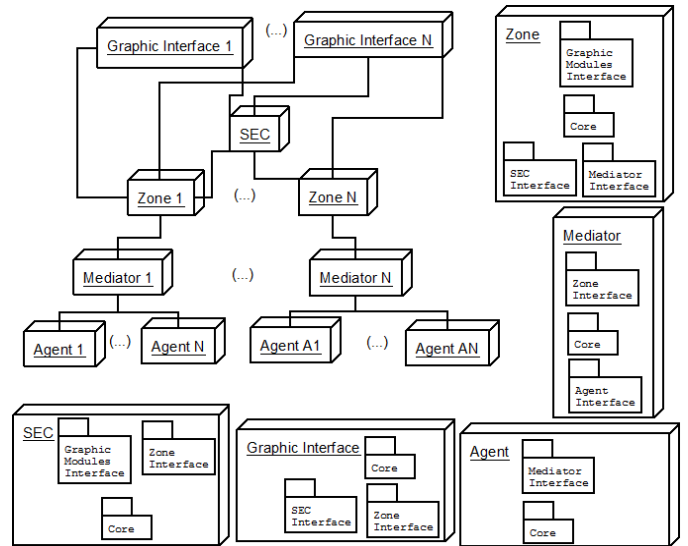 Graphic Interface 1
(...)
Graphic Interface N
SEC
Zone 1
(...)
Zone N
Mediator 1
(...)
Mediator N
Agent 1
(...)
Agent N
Agent A1
(...)
Agent AN
Zone
Graphic
Modules
Interface
Core
SEC
Interface
Mediator
Interface
Mediator
Zone
Interface
Core
Agent
Interface
SEC
Graphic
Modules
Interface
Zone
Interface
Core
Graphic Interface
Core
SEC
Interface
Zone
Interface
Agent
Mediator
Interface
Core